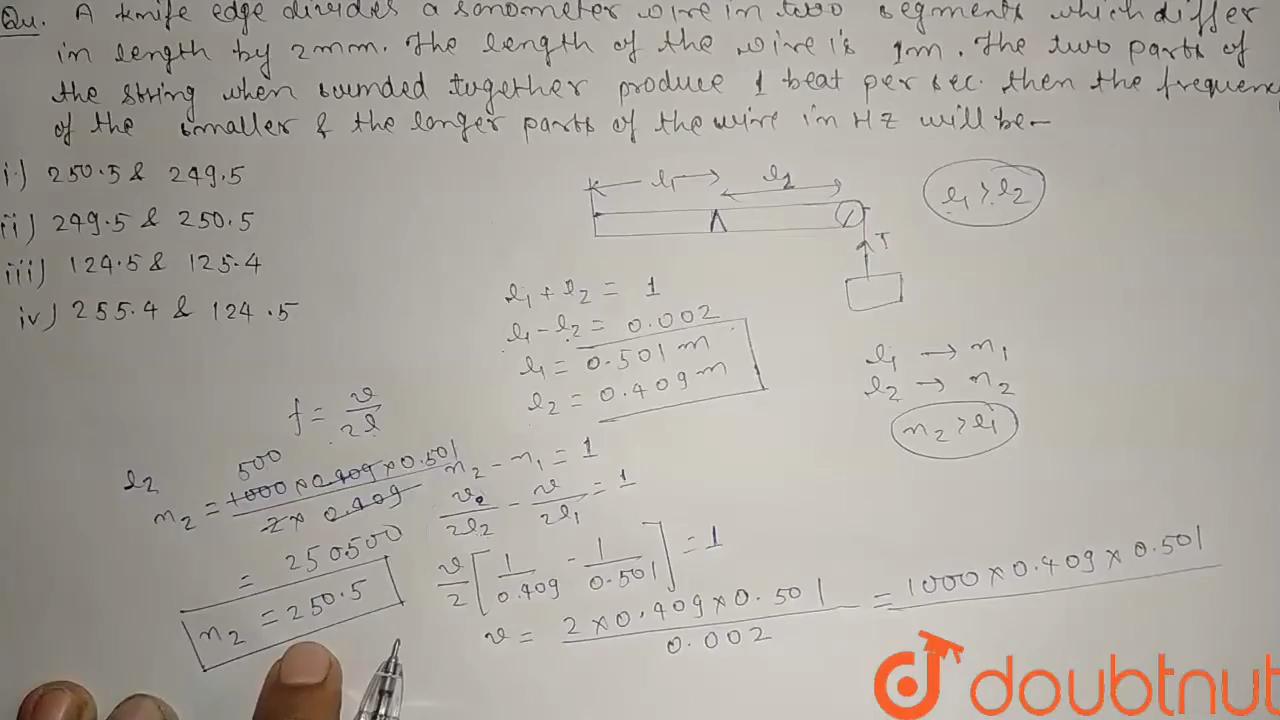 Qu. A knife edge divides a sonometer wire in two segments which differ
in length by 2mm. The length of the wire is 1m. The two parts of
the string when sounded together produce 1 beat per sec. then the frequenc
of the smaller & the longer parts of the wire in HZ will be-
i) 250.5 & 249.5
ii) 249.5 & 250.5
iii) 124.5 & 125.4
iv) 255.4 & 124.5
l1 l2
l1 > l2
T
l1 + l2 = 1
l1 - l2 = 0.002
l1 = 0.501 m
l2 = 0.409 m
l1 → n1
l2 → n2
n2 > l1
f = v/2l
l2
500
n2 = 1000 × 0.409 × 0.501 / 2 × 0.409
= 250.500
n2 = 250.5
n2 - n1 = 1
v/2l2 - v/2l1 = 1
v/2 [1/0.409 - 1/0.501] = 1
v = 2 × 0.409 × 0.501 / 0.002 = 1000 × 0.409 × 0.501
doubtnut